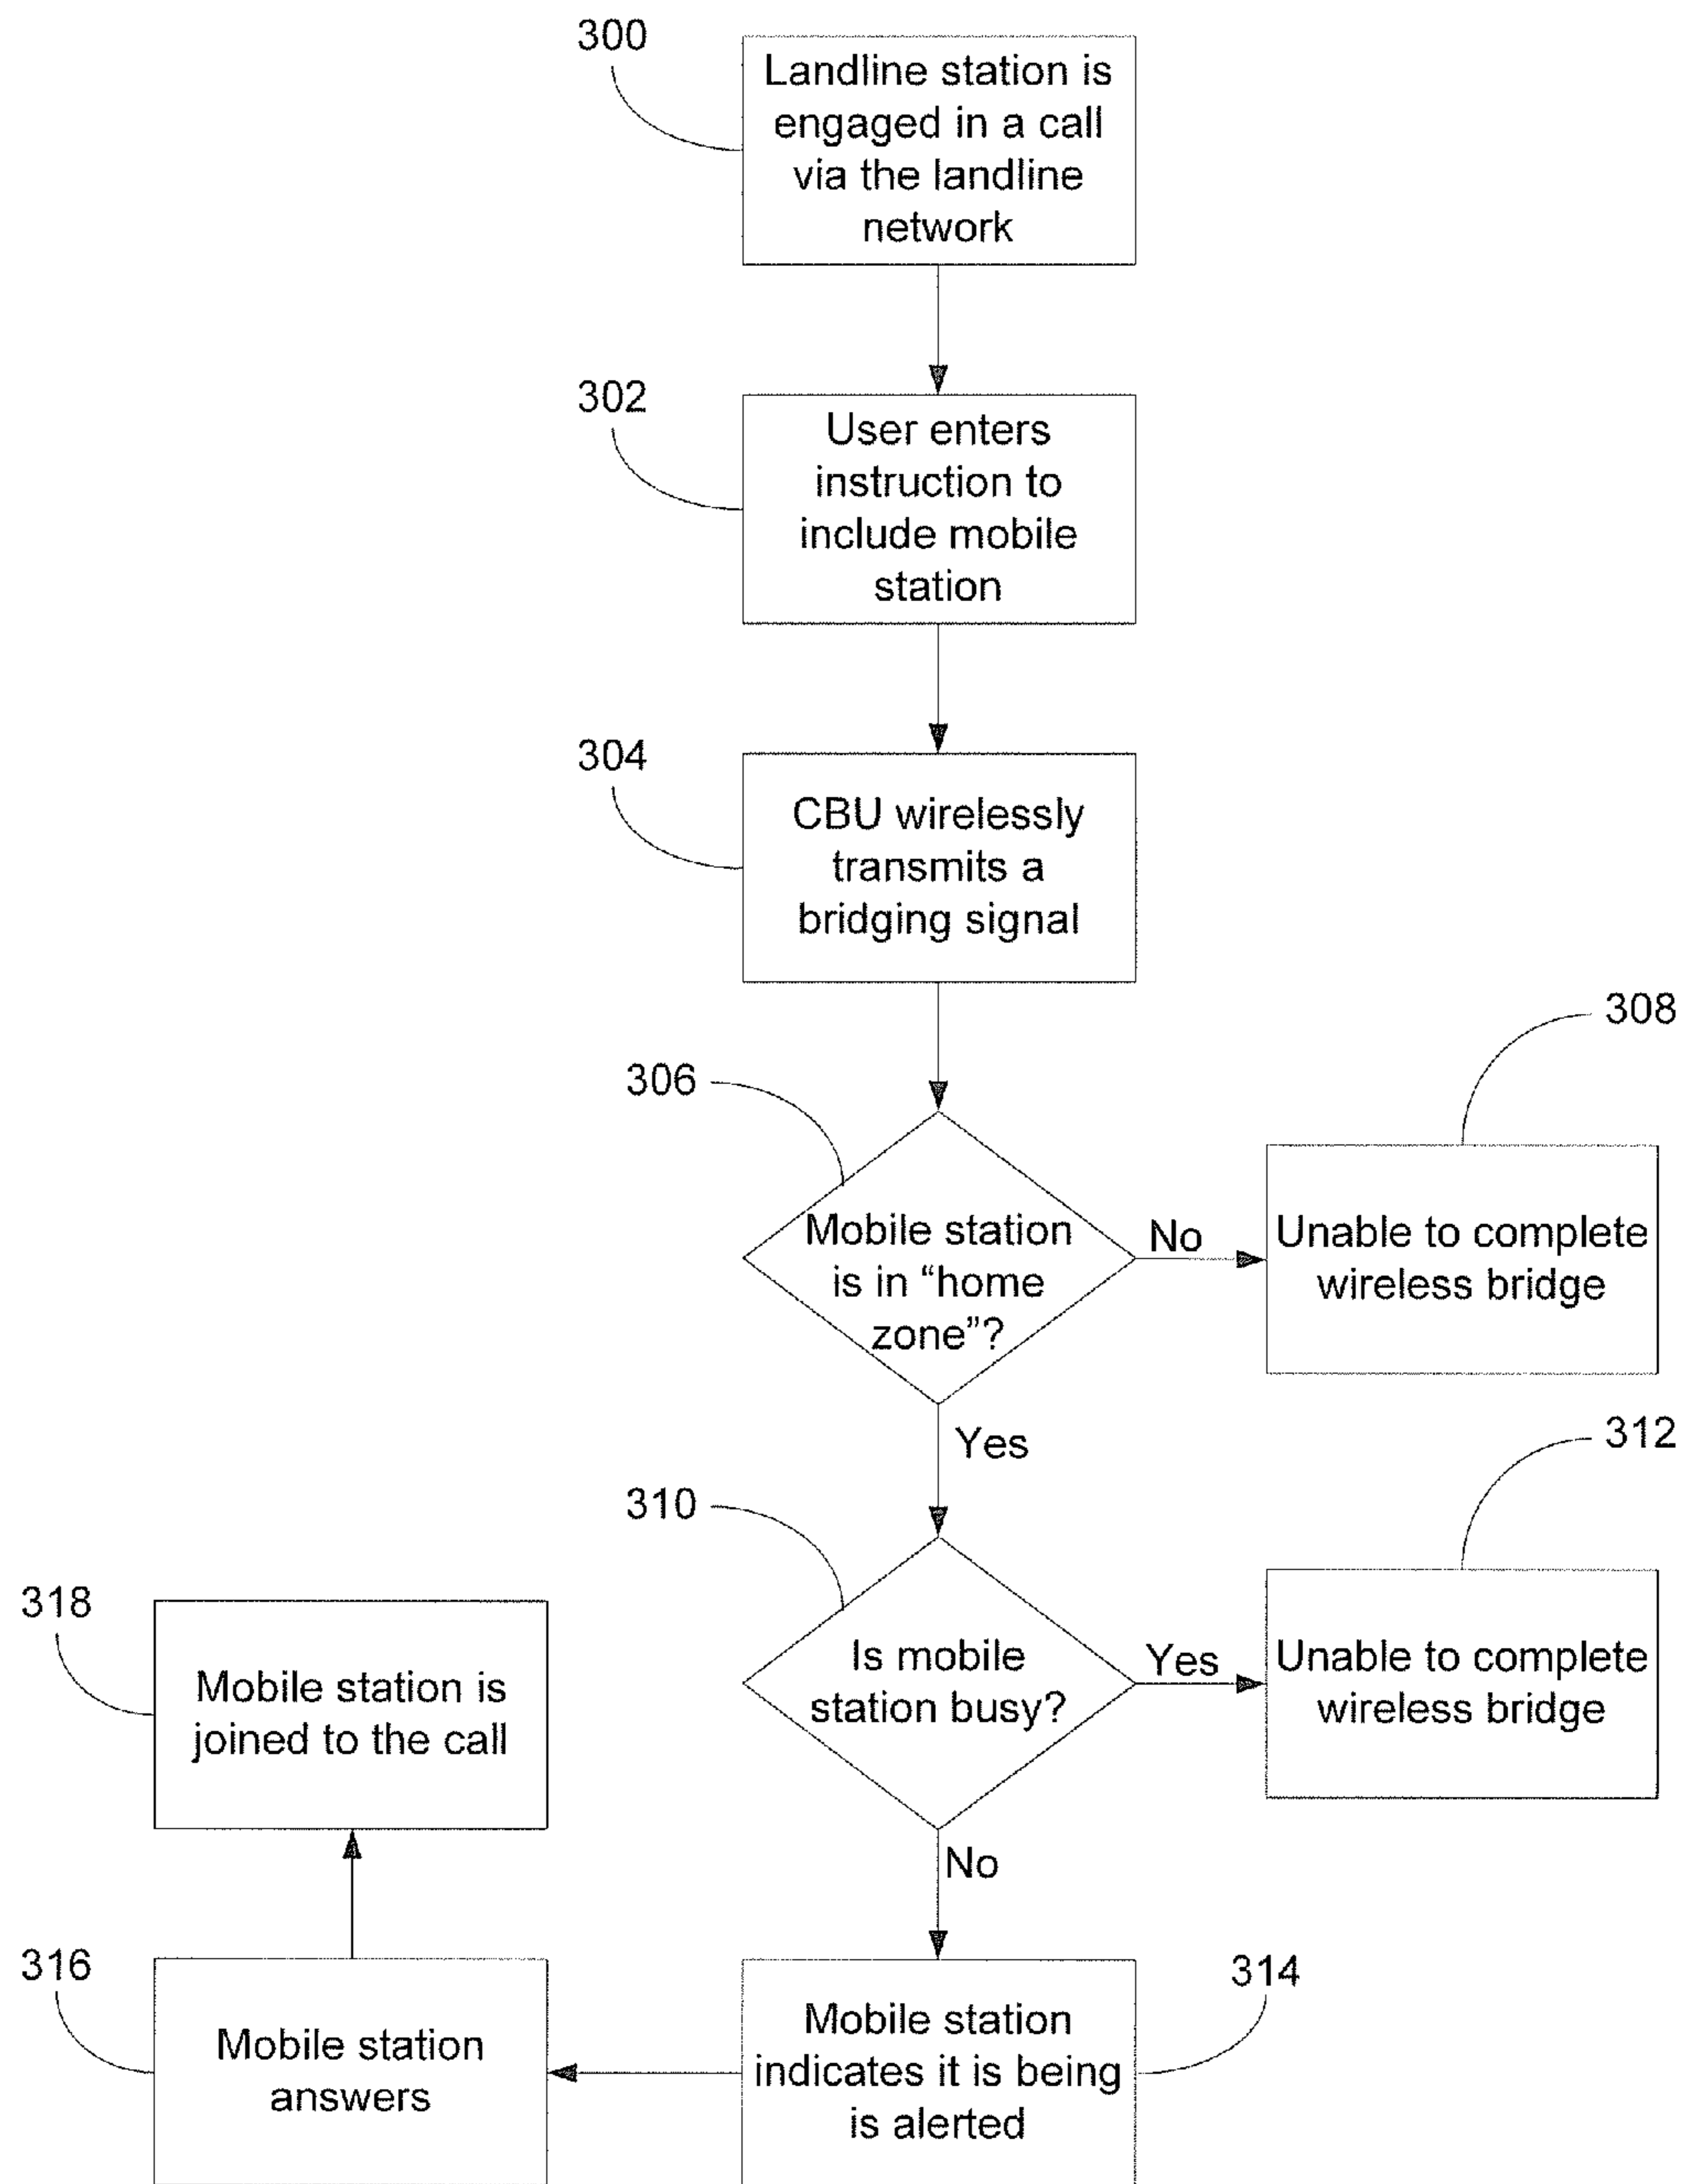 300
Landline station is
engaged in a call
via the landline
network
302
User enters
instruction to
include mobile
station
304
CBU wirelessly
transmits a
bridging signal
306
308
Mobile station
is in “home
zone”?
No
Unable to complete
wireless bridge
Yes
310
312
Is mobile
station busy?
Yes
Unable to complete
wireless bridge
318
Mobile station is
joined to the call
No
316
Mobile station
answers
314
Mobile station
indicates it is being
is alerted